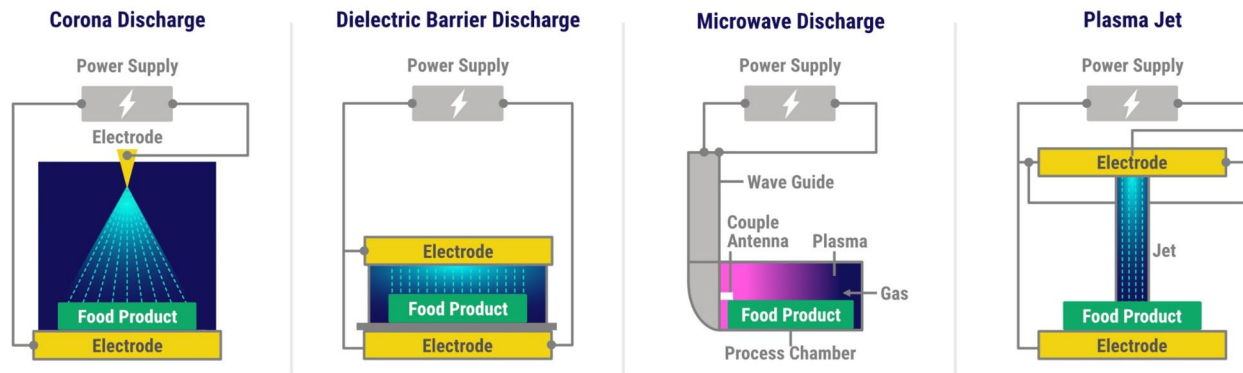 Corona Discharge
Power Supply
Electrode
Food Product
Electrode
Dielectric Barrier Discharge
Power Supply
Electrode
Food Product
Electrode
Microwave Discharge
Power Supply
Wave Guide
Couple
Antenna
Plasma
Gas
Food Product
Process Chamber
Plasma Jet
Power Supply
Electrode
Jet
Food Product
Electrode